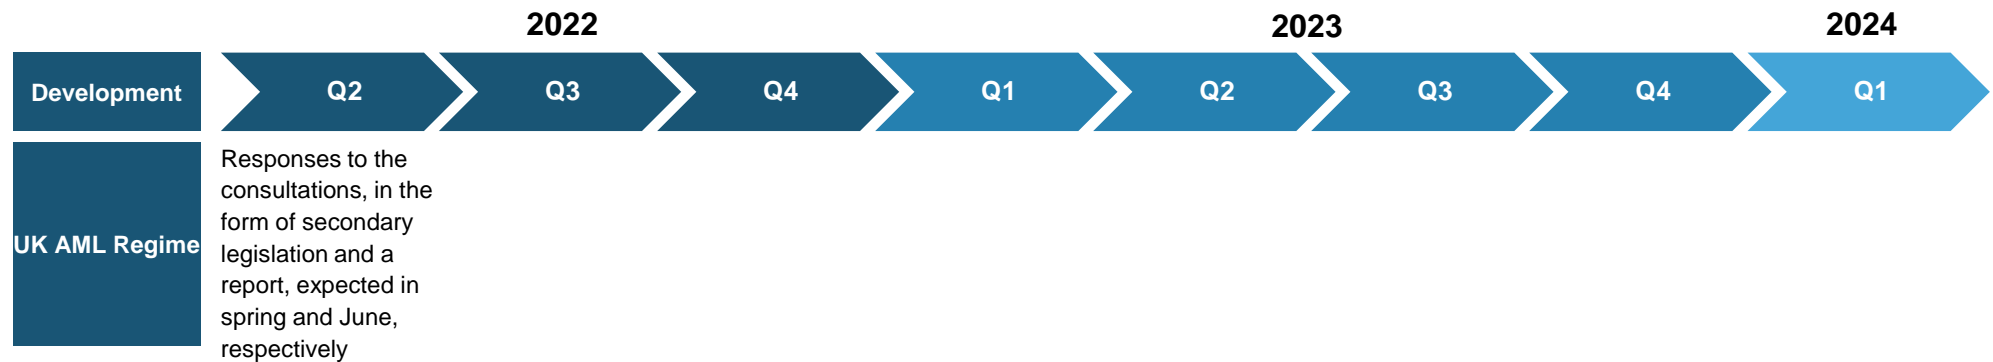 2022 2023 2024
Development Q2 Q3 Q4 Q1 Q2 Q3 Q4 Q1
UK AML Regime
Responses to the
consultations, in the
form of secondary
legislation and a
report, expected in
spring and June,
respectively